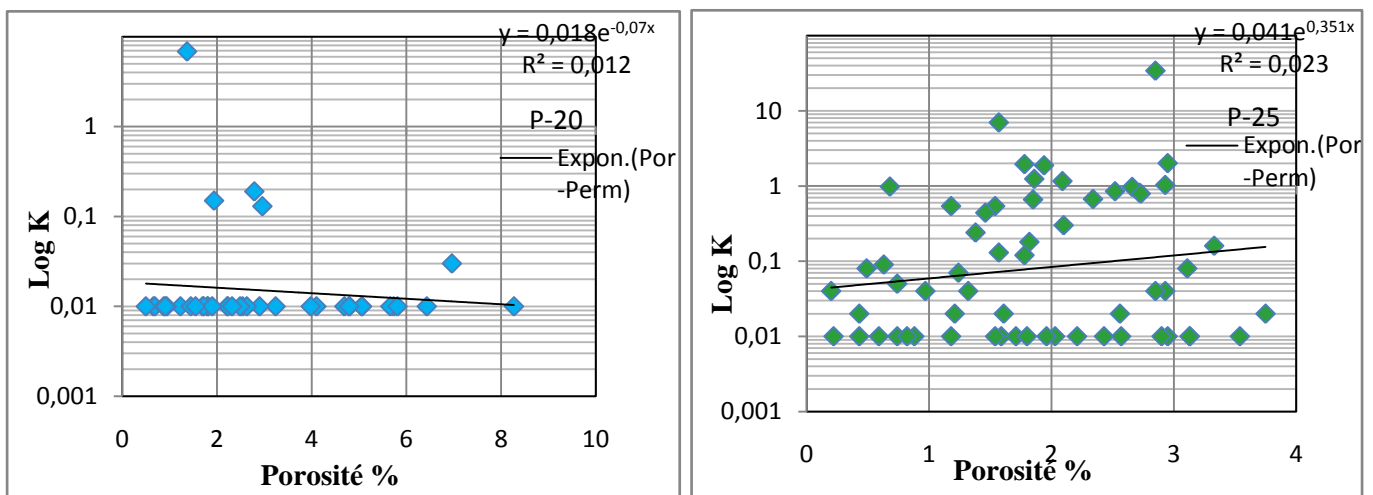 y = 0,018e-0,07x
R² = 0,012
P-20
Expon.(Por
-Perm)
1
0,1
0,01
0,001
Log K
0
2
4
6
8
10
Porosité %
y = 0,041e0,351x
R² = 0,023
P-25
Expon.(Por
-Perm)
10
1
0,1
0,01
0,001
Log K
0
1
2
3
4
Porosité %